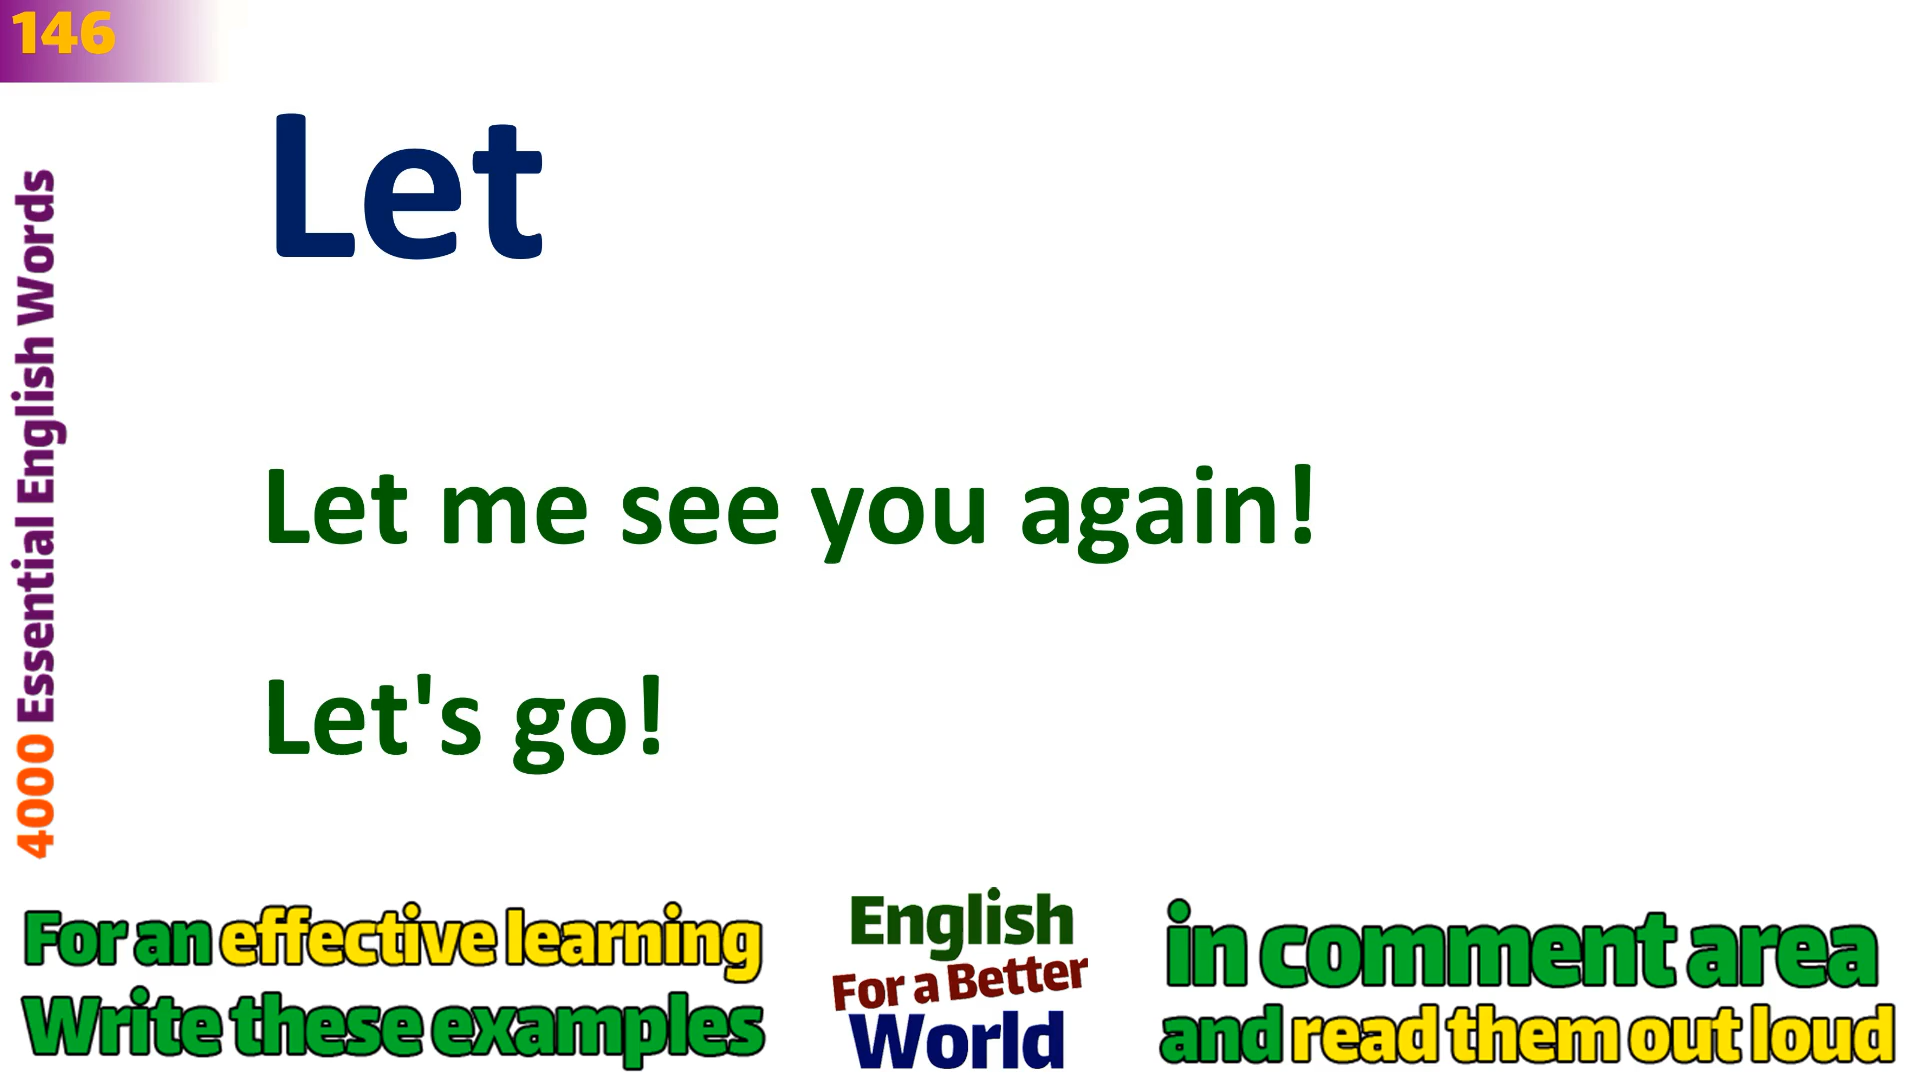 146
Let
4000 Essential English Words
Let me see you again!
Let's go!
For an effective learning
Write these examples
English
For a Better
World
in comment area
and read them out loud